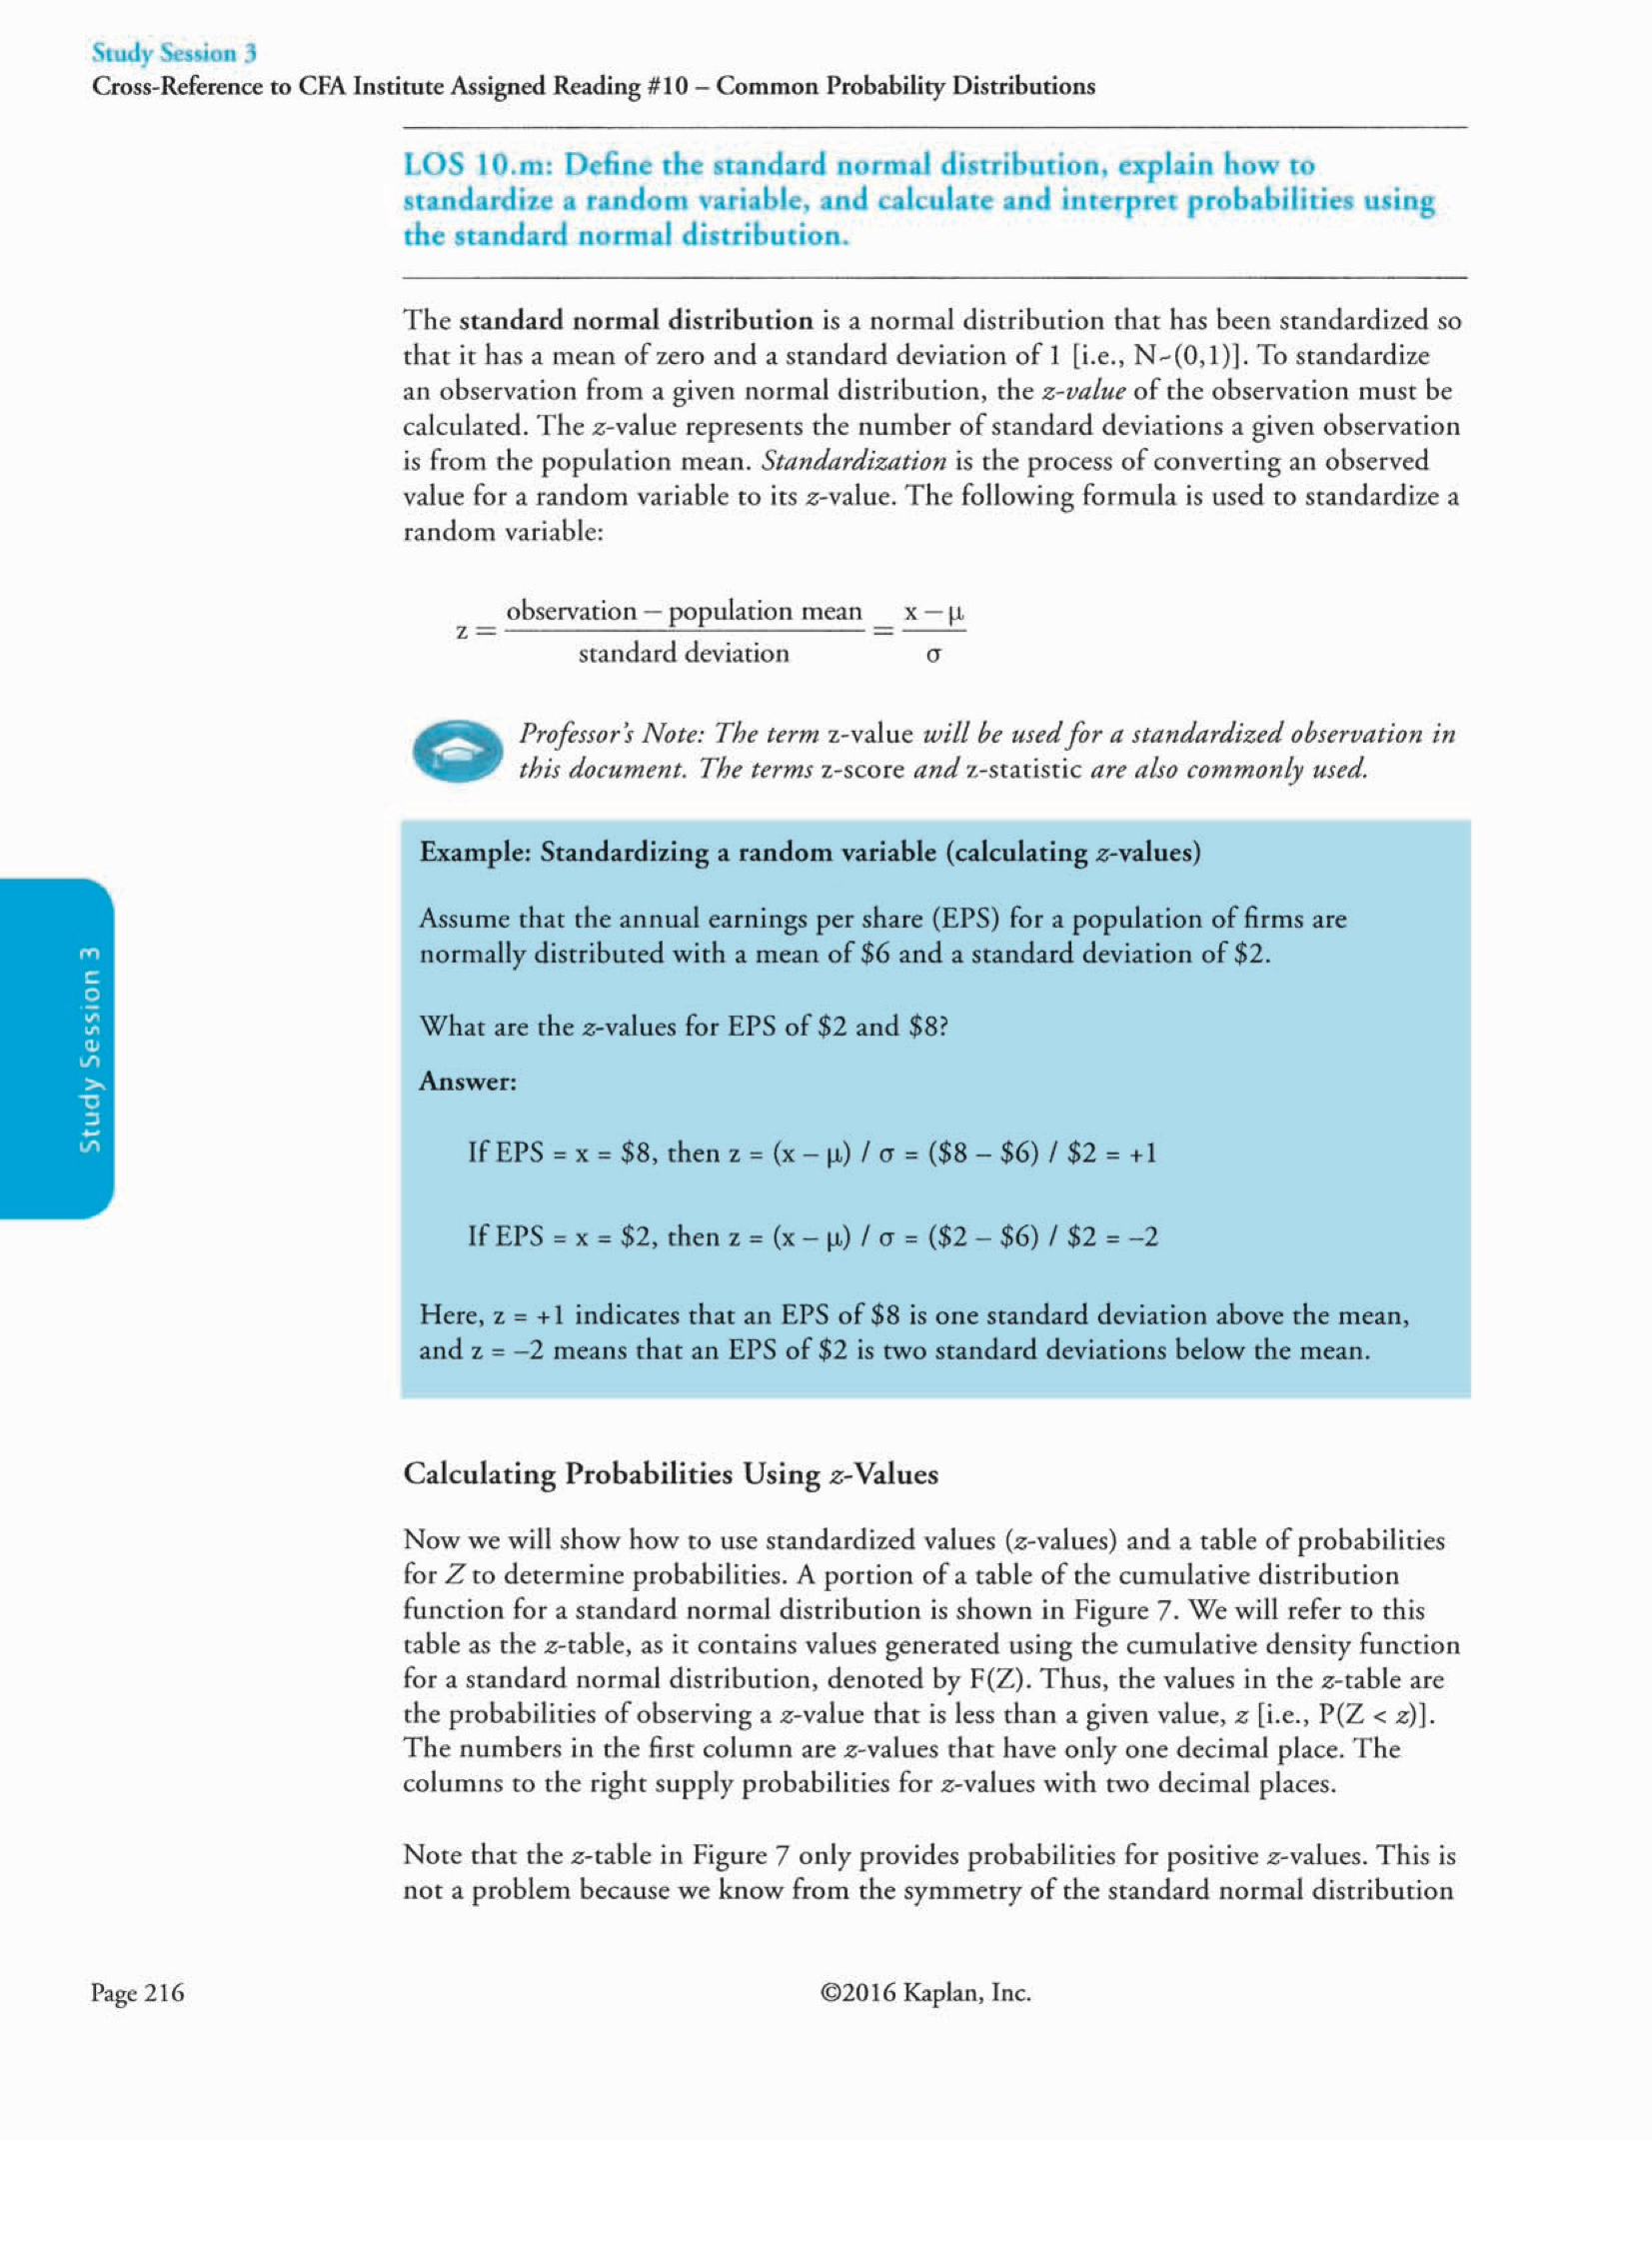 Study Session 3
Cross-Reference to CFA Institute Assigned Reading #10 – Common Probability Distributions
LOS 10.m: Define the standard normal distribution, explain how to
standardize a random variable, and calculate and interpret probabilities using
the standard normal distribution.
The standard normal distribution is a normal distribution that has been standardized so
that it has a mean of zero and a standard deviation of 1 [i.e., N~(0,1)]. To standardize
an observation from a given normal distribution, the z-value of the observation must be
calculated. The z-value represents the number of standard deviations a given observation
is from the population mean. Standardization is the process of converting an observed
value for a random variable to its z-value. The following formula is used to standardize a
random variable:
z = observation – population mean / standard deviation = x – μ / σ
Professor's Note: The term z-value will be used for a standardized observation in
this document. The terms z-score and z-statistic are also commonly used.
Example: Standardizing a random variable (calculating z-values)
Assume that the annual earnings per share (EPS) for a population of firms are
normally distributed with a mean of $6 and a standard deviation of $2.
What are the z-values for EPS of $2 and $8?
Answer:
If EPS = x = $8, then z = (x – μ) / σ = ($8 – $6) / $2 = +1
If EPS = x = $2, then z = (x – μ) / σ = ($2 – $6) / $2 = –2
Here, z = +1 indicates that an EPS of $8 is one standard deviation above the mean,
and z = –2 means that an EPS of $2 is two standard deviations below the mean.
Study Session 3
Calculating Probabilities Using z-Values
Now we will show how to use standardized values (z-values) and a table of probabilities
for Z to determine probabilities. A portion of a table of the cumulative distribution
function for a standard normal distribution is shown in Figure 7. We will refer to this
table as the z-table, as it contains values generated using the cumulative density function
for a standard normal distribution, denoted by F(Z). Thus, the values in the z-table are
the probabilities of observing a z-value that is less than a given value, z [i.e., P(Z < z)].
The numbers in the first column are z-values that have only one decimal place. The
columns to the right supply probabilities for z-values with two decimal places.
Note that the z-table in Figure 7 only provides probabilities for positive z-values. This is
not a problem because we know from the symmetry of the standard normal distribution
Page 216
©2016 Kaplan, Inc.